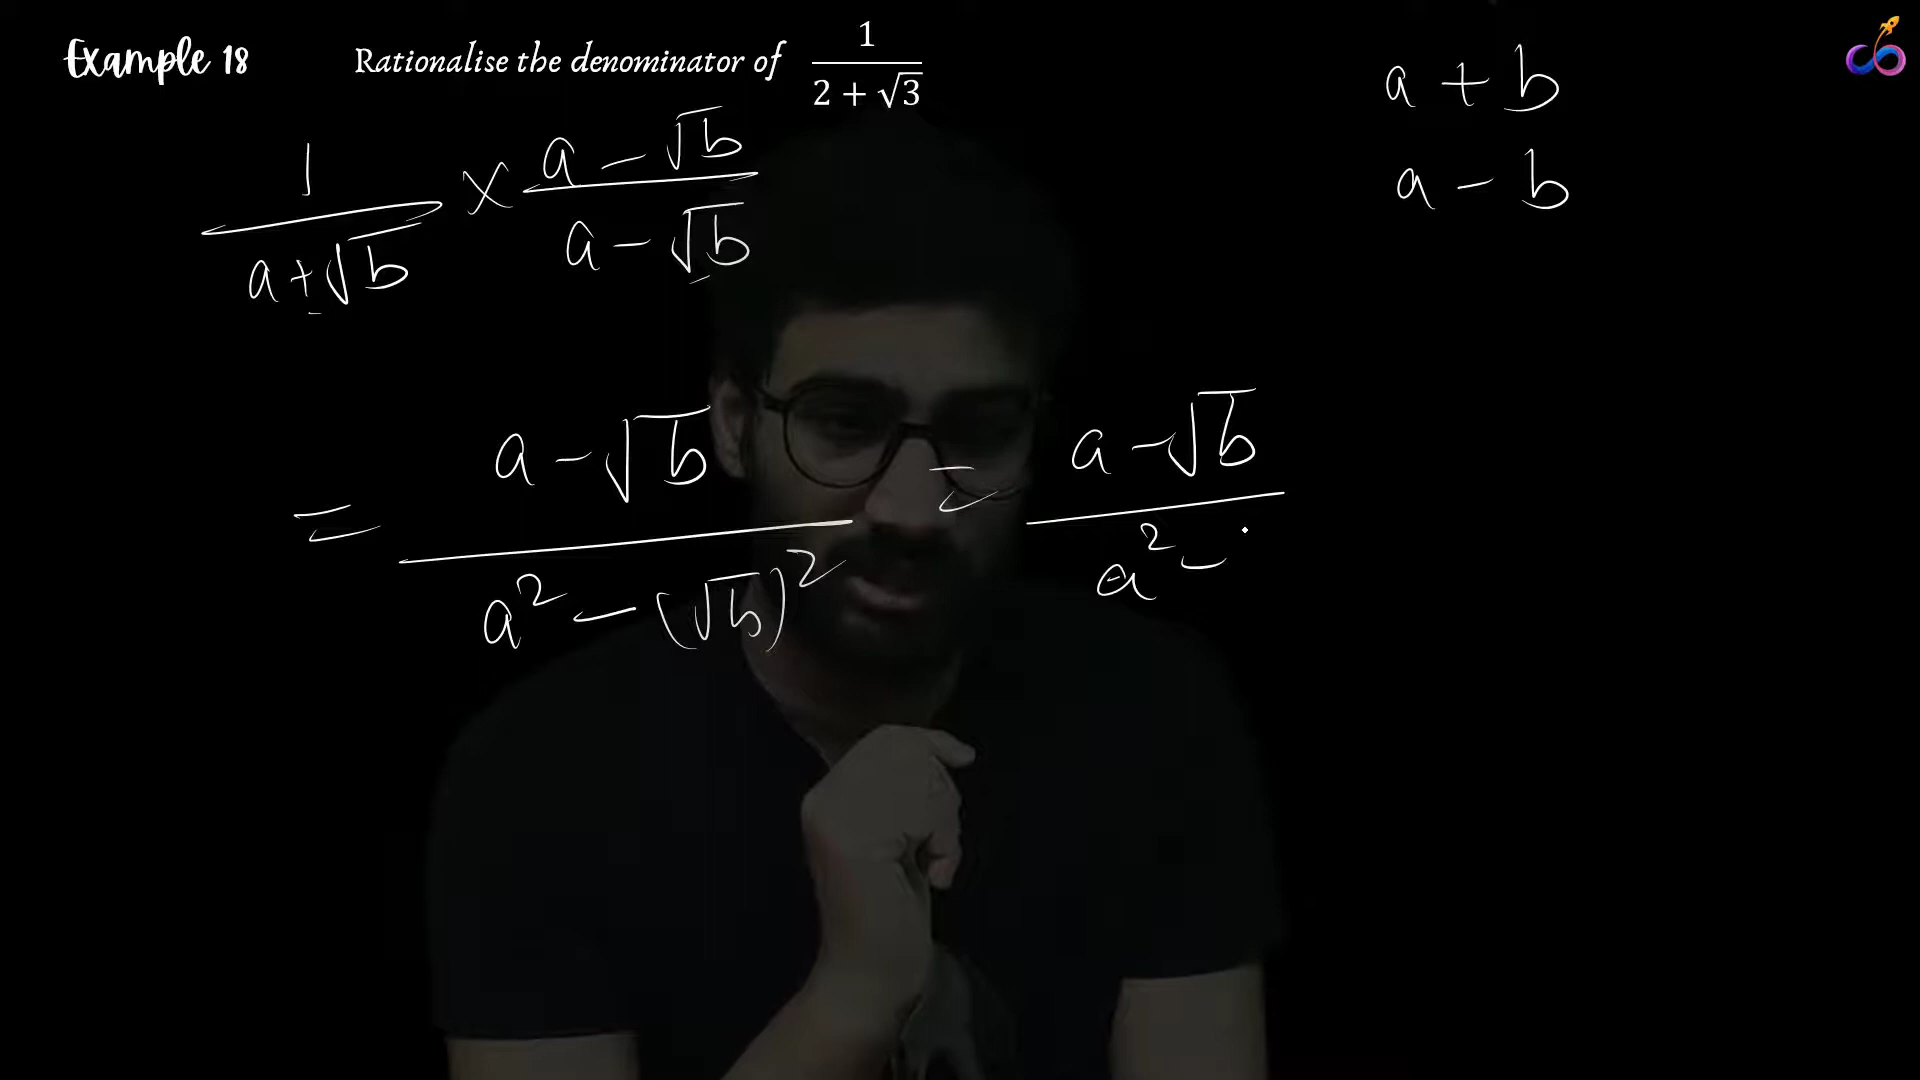 Example 18 Rationalise the denominator of 1/(2 + √3)
a + b
a - b
1/(a+√b) × (a - √b)/(a - √b)
= (a - √b)/(a² - (√b)²) = (a - √b)/(a² -